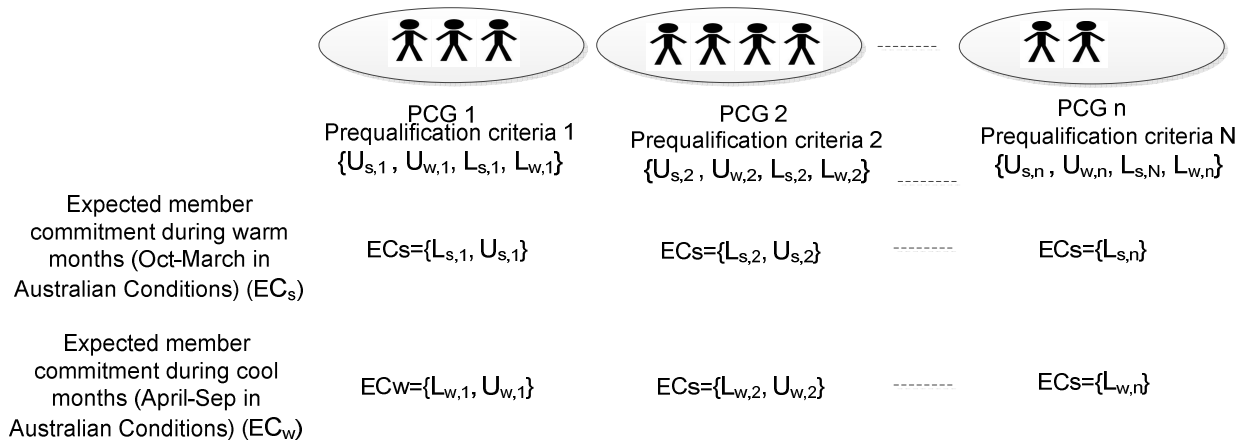 PCG 1
Prequalification criteria 1
{Us,1 , Uw,1, Ls,1, Lw,1}
PCG 2
Prequalification criteria 2
{Us,2 , Uw,2, Ls,2, Lw,2}
PCG n
Prequalification criteria N
{Us,n , Uw,n, Ls,N, Lw,n}
Expected member
commitment during warm
months (Oct-March in
Australian Conditions) (ECs)
ECs={Ls,1, Us,1}
ECs={Ls,2, Us,2}
ECs={Ls,n}
Expected member
commitment during cool
months (April-Sep in
Australian Conditions) (ECw)
ECw={Lw,1, Uw,1}
ECs={Lw,2, Uw,2}
ECs={Lw,n}